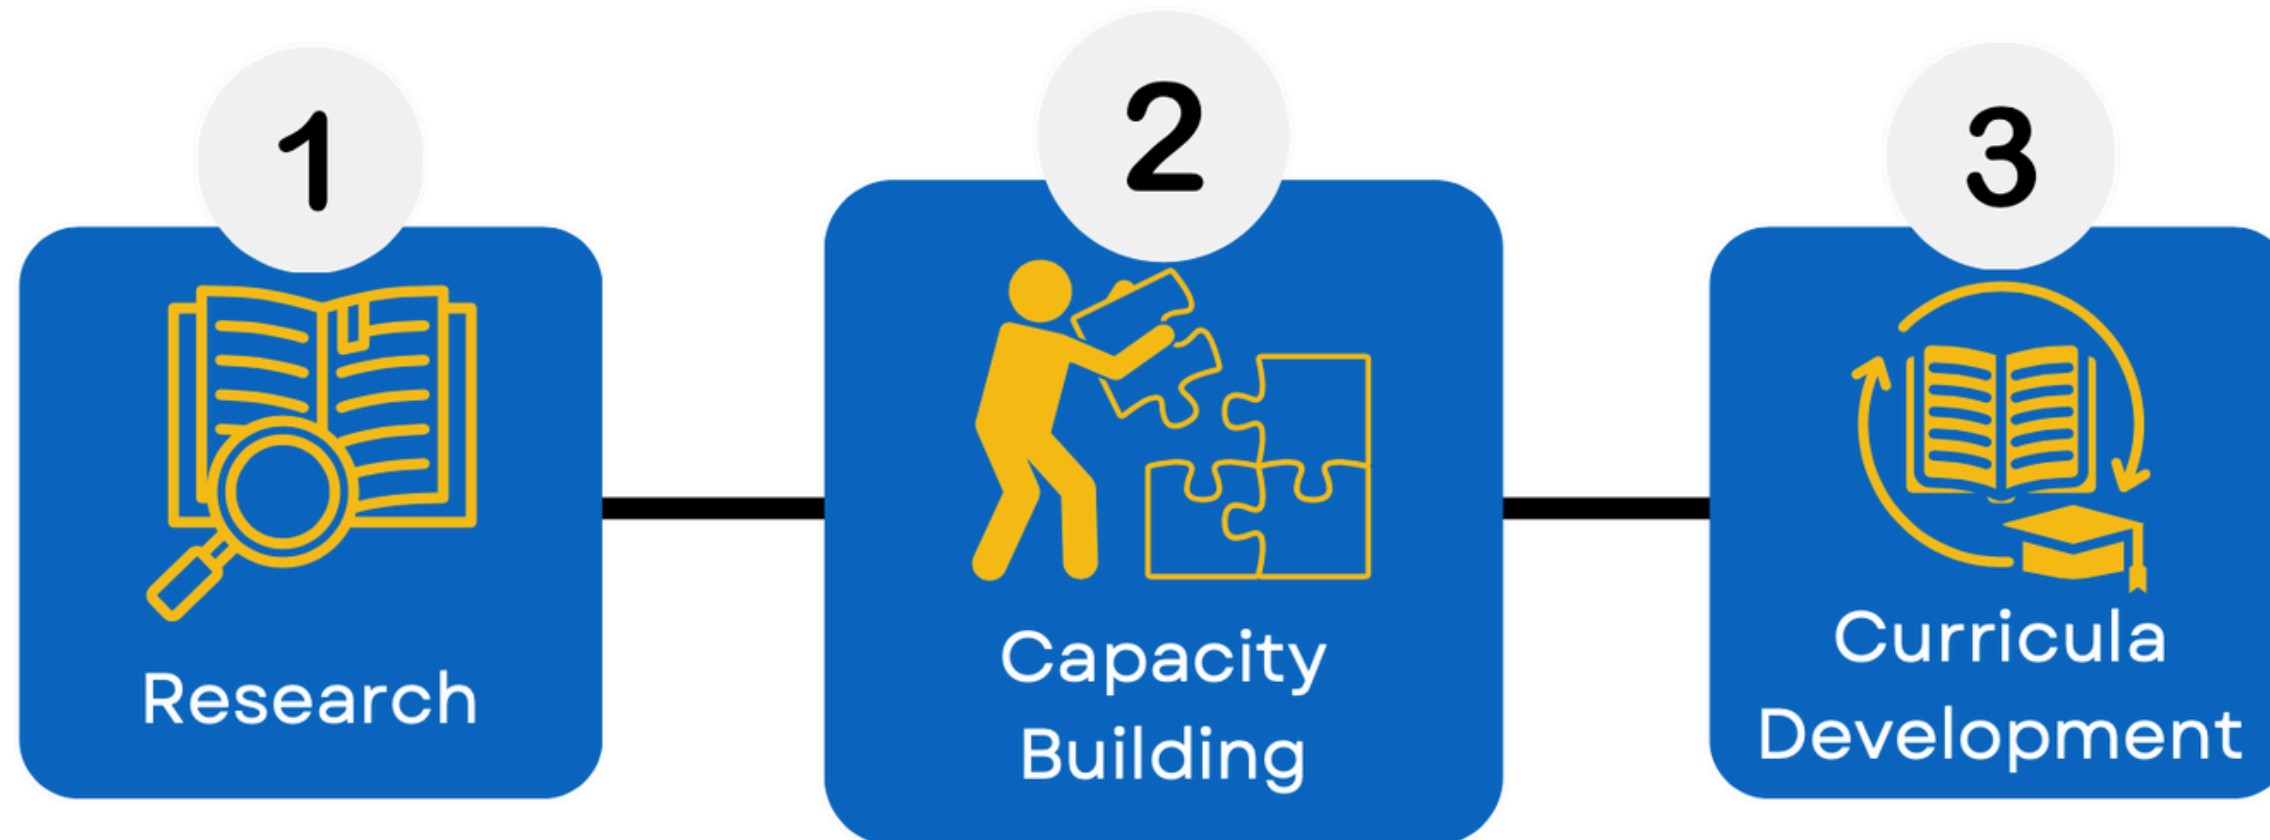 1
Research
2
Capacity
Building
3
Curricula
Development